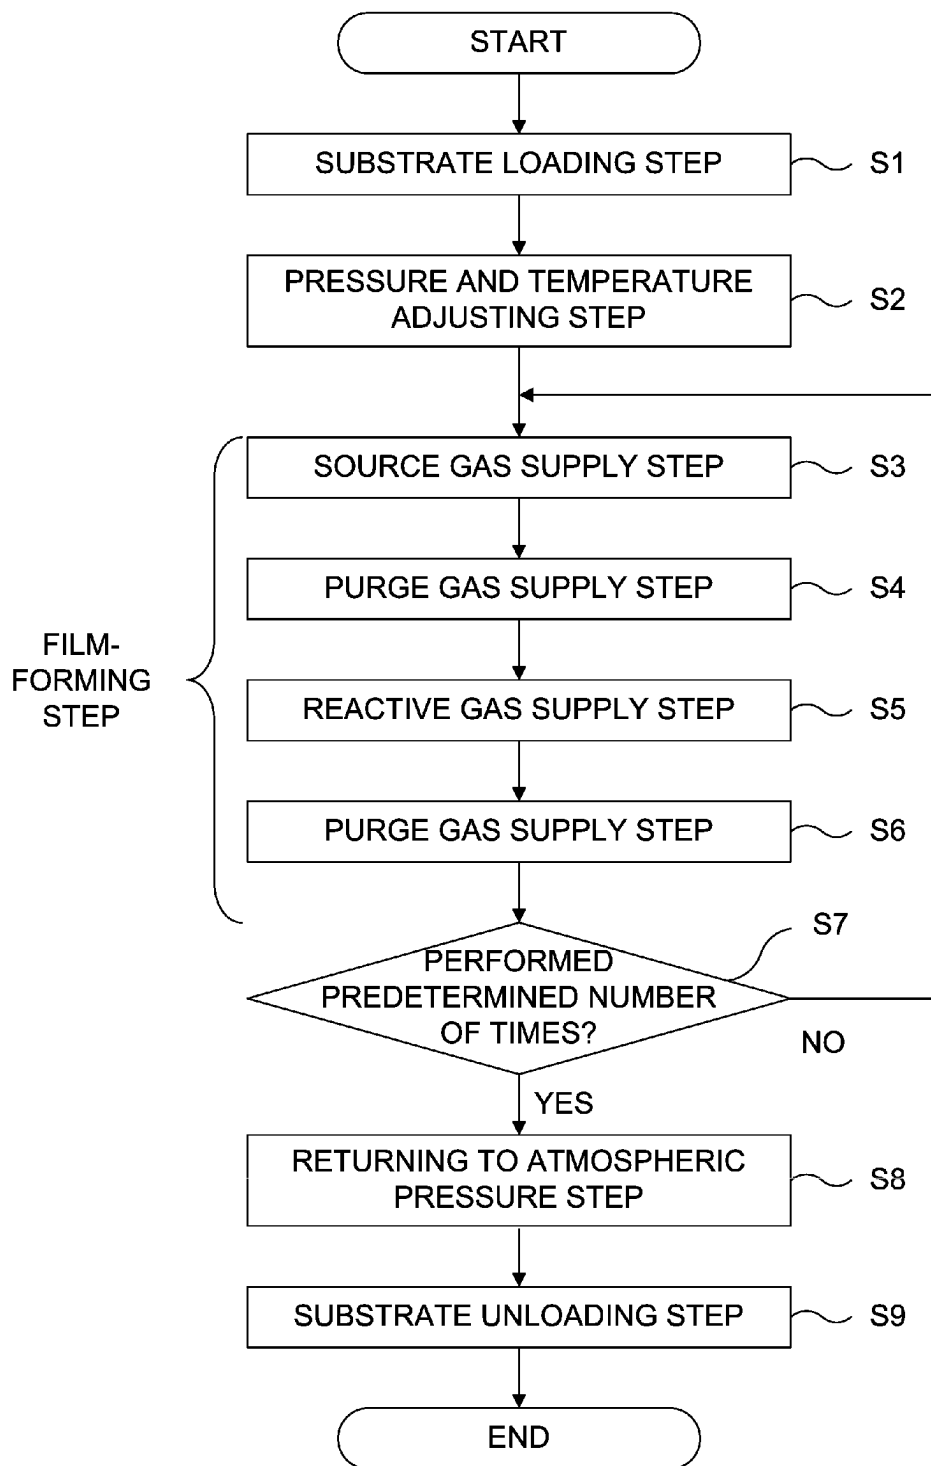 START
SUBSTRATE LOADING STEP
S1
PRESSURE AND TEMPERATURE
ADJUSTING STEP
S2
SOURCE GAS SUPPLY STEP
S3
PURGE GAS SUPPLY STEP
S4
FILM-
FORMING
STEP
REACTIVE GAS SUPPLY STEP
S5
PURGE GAS SUPPLY STEP
S6
S7
PERFORMED
PREDETERMINED NUMBER
OF TIMES?
NO
YES
RETURNING TO ATMOSPHERIC
PRESSURE STEP
S8
SUBSTRATE UNLOADING STEP
S9
END